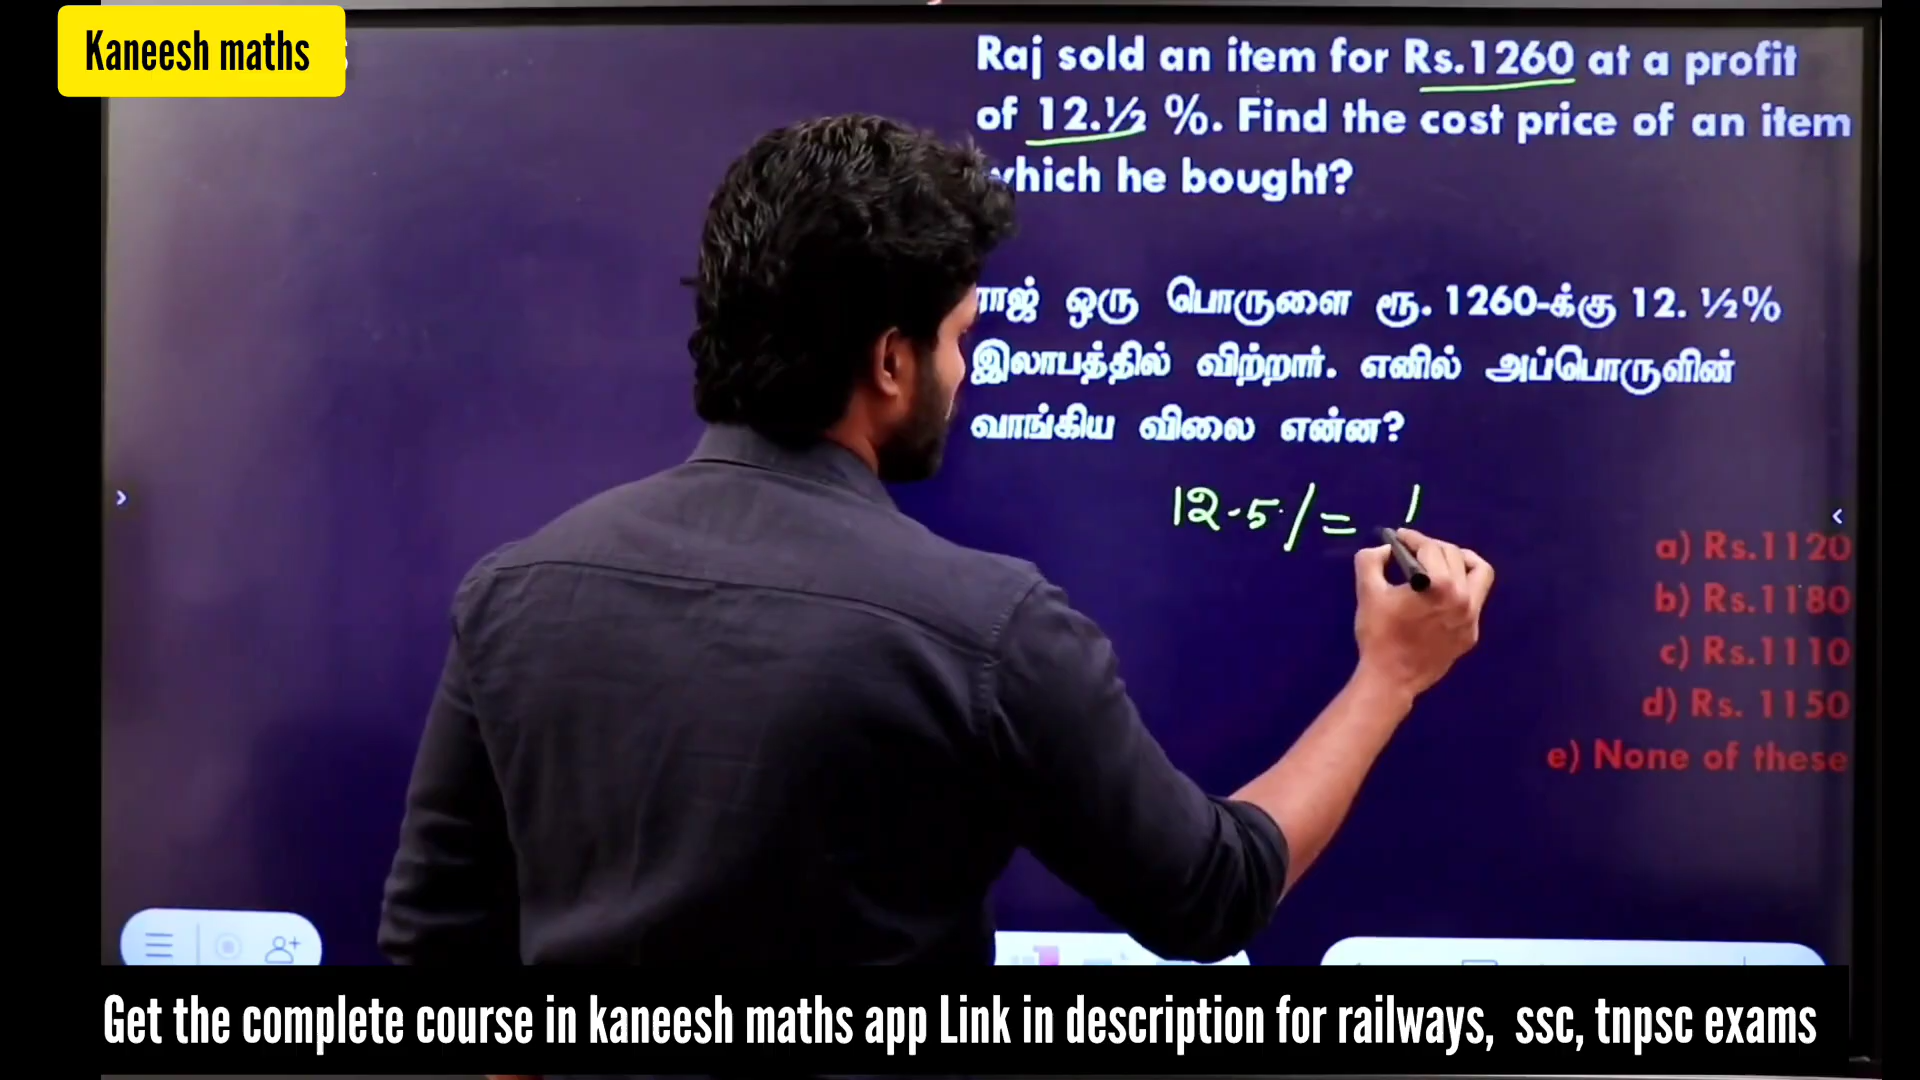 Kaneesh maths
Raj sold an item for Rs.1260 at a profit
of 12.½ %. Find the cost price of an item
which he bought?
ராஜ் ஒரு பொருளை ரூ. 1260-க்கு 12. ½%
இலாபத்தில் விற்றார். எனில் அப்பொருளின்
வாங்கிய விலை என்ன?
12.5/ = 1
a) Rs.1120
b) Rs.1180
c) Rs.1110
d) Rs. 1150
e) None of these
Get the complete course in kaneesh maths app Link in description for railways, ssc, tnpsc exams